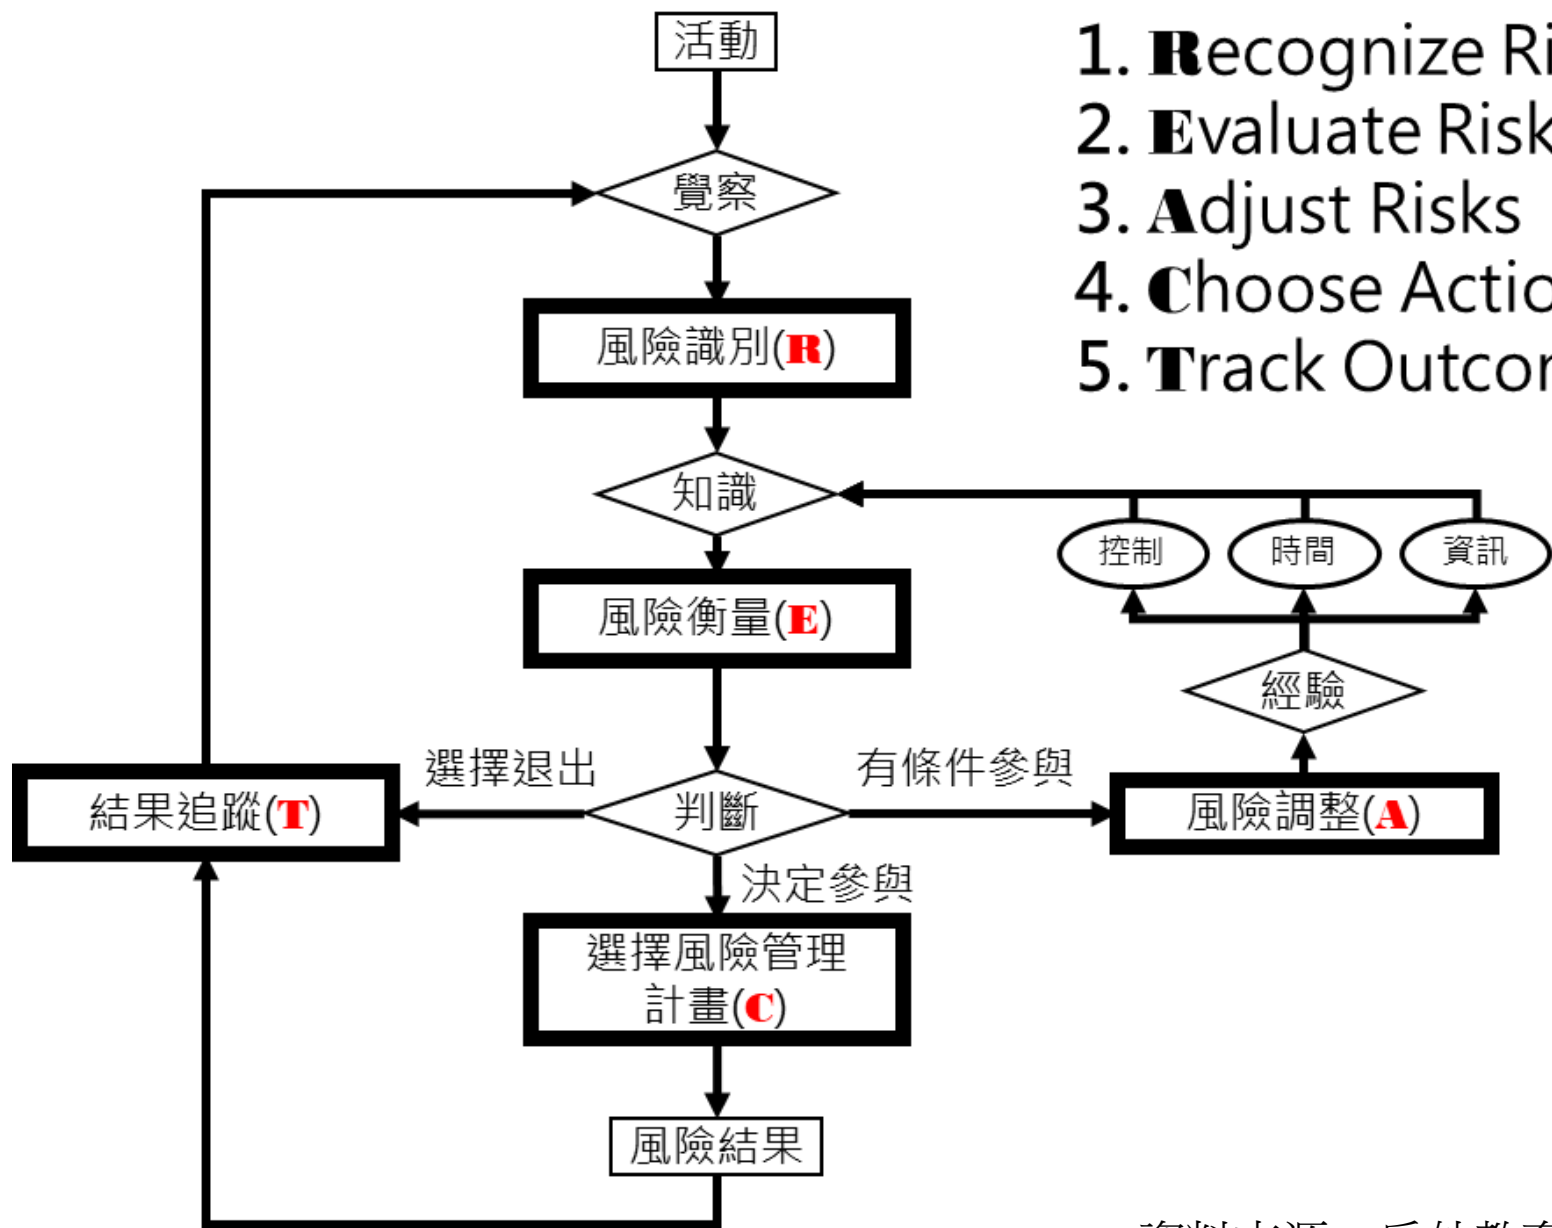 活動
1. Recognize Ri
2. Evaluate Risk
3. Adjust Risks
4. Choose Actio
5. Track Outcor
覺察
風險識別(R)
知識
控制
時間
資訊
風險衡量(E)
經驗
選擇退出
有條件參與
結果追蹤(T)
判斷
風險調整(A)
決定參與
選擇風險管理
計畫(C)
風險結果